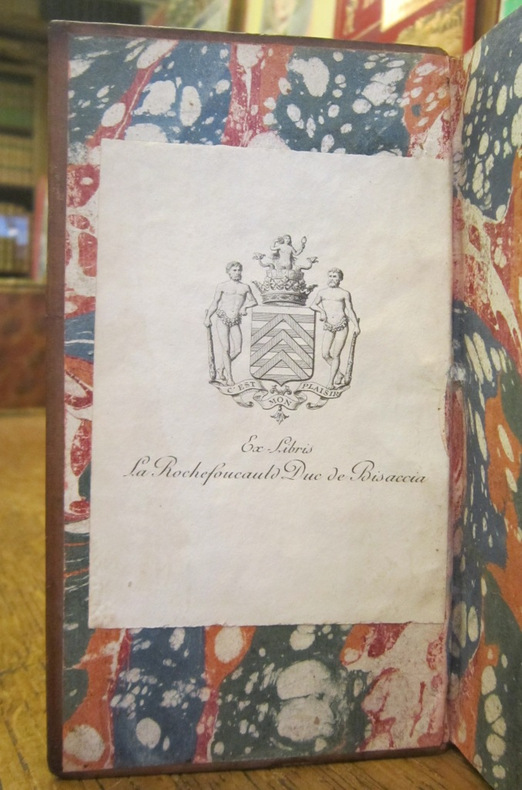 C'EST MON PLAISIR
Ex-Libris
La Rochefoucauld Duc de Bisaccia